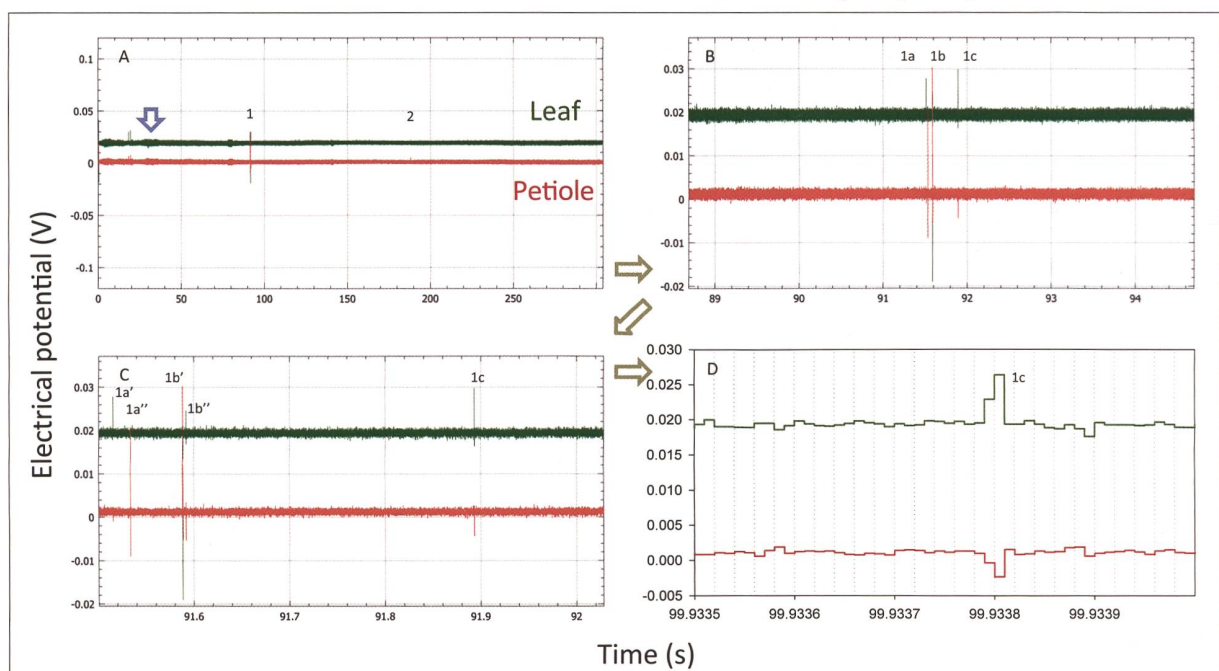 Electrical potential (V)
A
0.1
0.05
0
-0.05
-0.1
1
2
Leaf
Petiole
0 50 100 150 200 250
B
1a 1b 1c
0.03
0.02
0.01
0
-0.01
-0.02
89 90 91 92 93 94
C
1a’
1a’’
1b’
1b’’
1c
0.03
0.02
0.01
0
-0.01
-0.02
91.6 91.7 91.8 91.9 92
D
1c
0.030
0.025
0.020
0.015
0.010
0.005
0.000
-0.005
99.9335 99.9336 99.9337 99.9338 99.9339
Time (s)